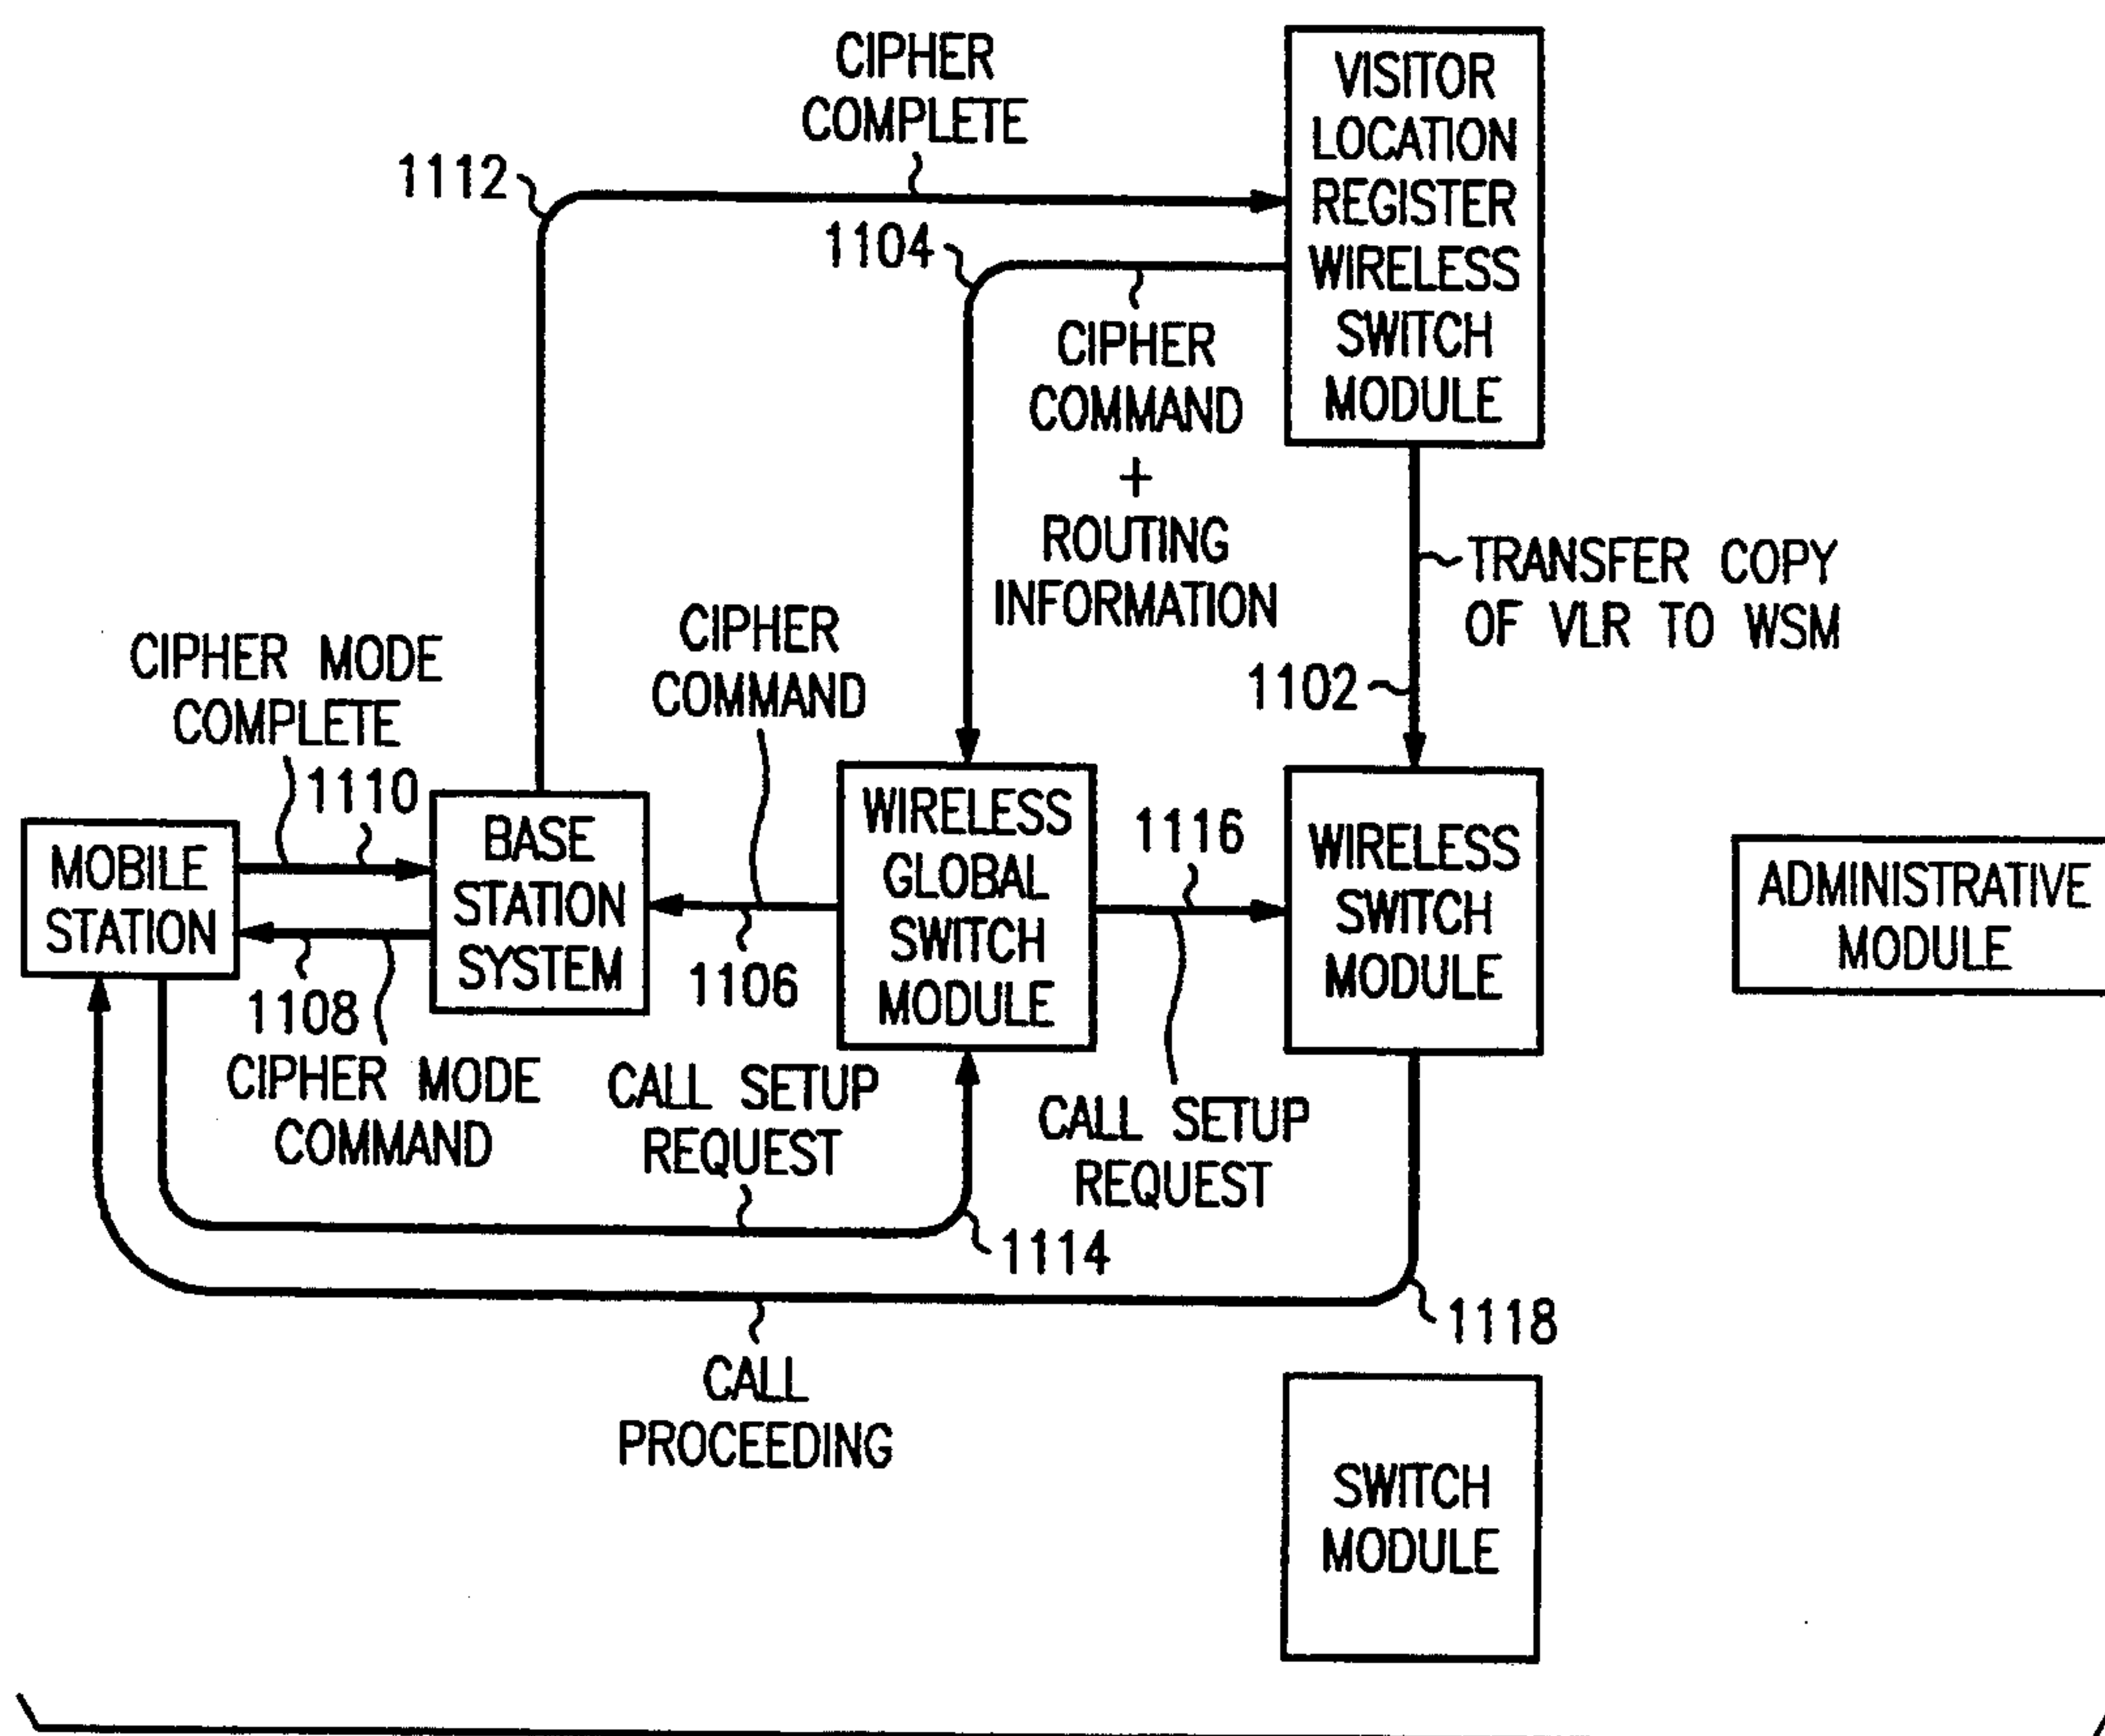 CIPHER
COMPLETE
1112
VISITOR
LOCATION
REGISTER
WIRELESS
SWITCH
MODULE
1104
CIPHER
COMMAND
+
ROUTING
INFORMATION
TRANSFER COPY
OF VLR TO WSM
1102
CIPHER MODE
COMPLETE
1110
CIPHER
COMMAND
MOBILE
STATION
BASE
STATION
SYSTEM
1106
WIRELESS
GLOBAL
SWITCH
MODULE
1116
WIRELESS
SWITCH
MODULE
ADMINISTRATIVE
MODULE
1108
CIPHER MODE
COMMAND
CALL SETUP
REQUEST
CALL SETUP
REQUEST
1114
1118
CALL
PROCEEDING
SWITCH
MODULE